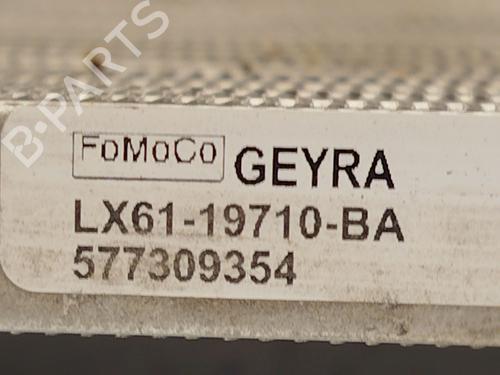 B-PARTS
FoMoCo GEYRA
LX61-19710-BA
577309354